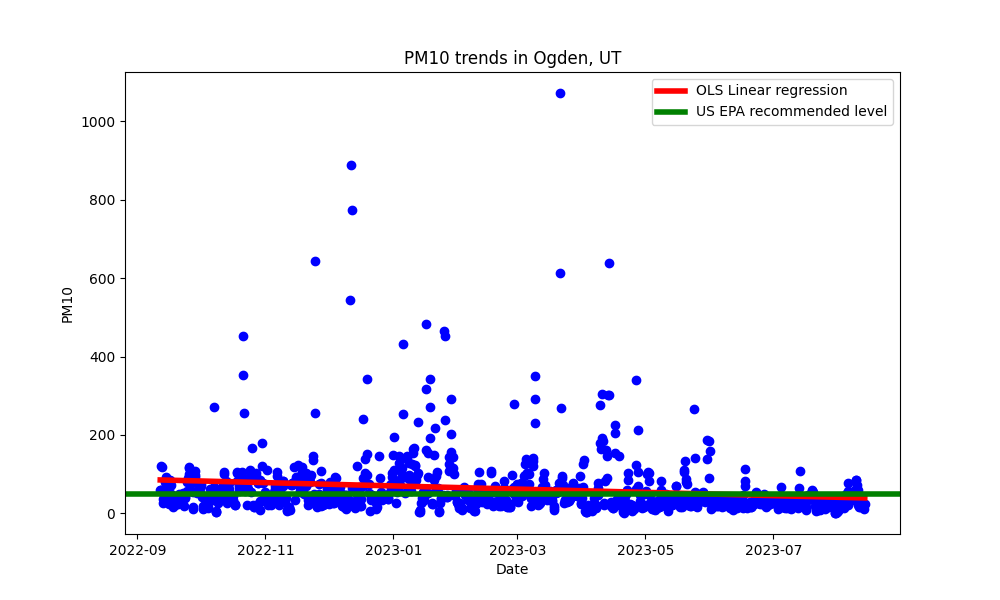 PM10 trends in Ogden, UT
OLS Linear regression
US EPA recommended level
1000
800
600
400
200
0
PM10
2022-09
2022-11
2023-01
2023-03
2023-05
2023-07
Date